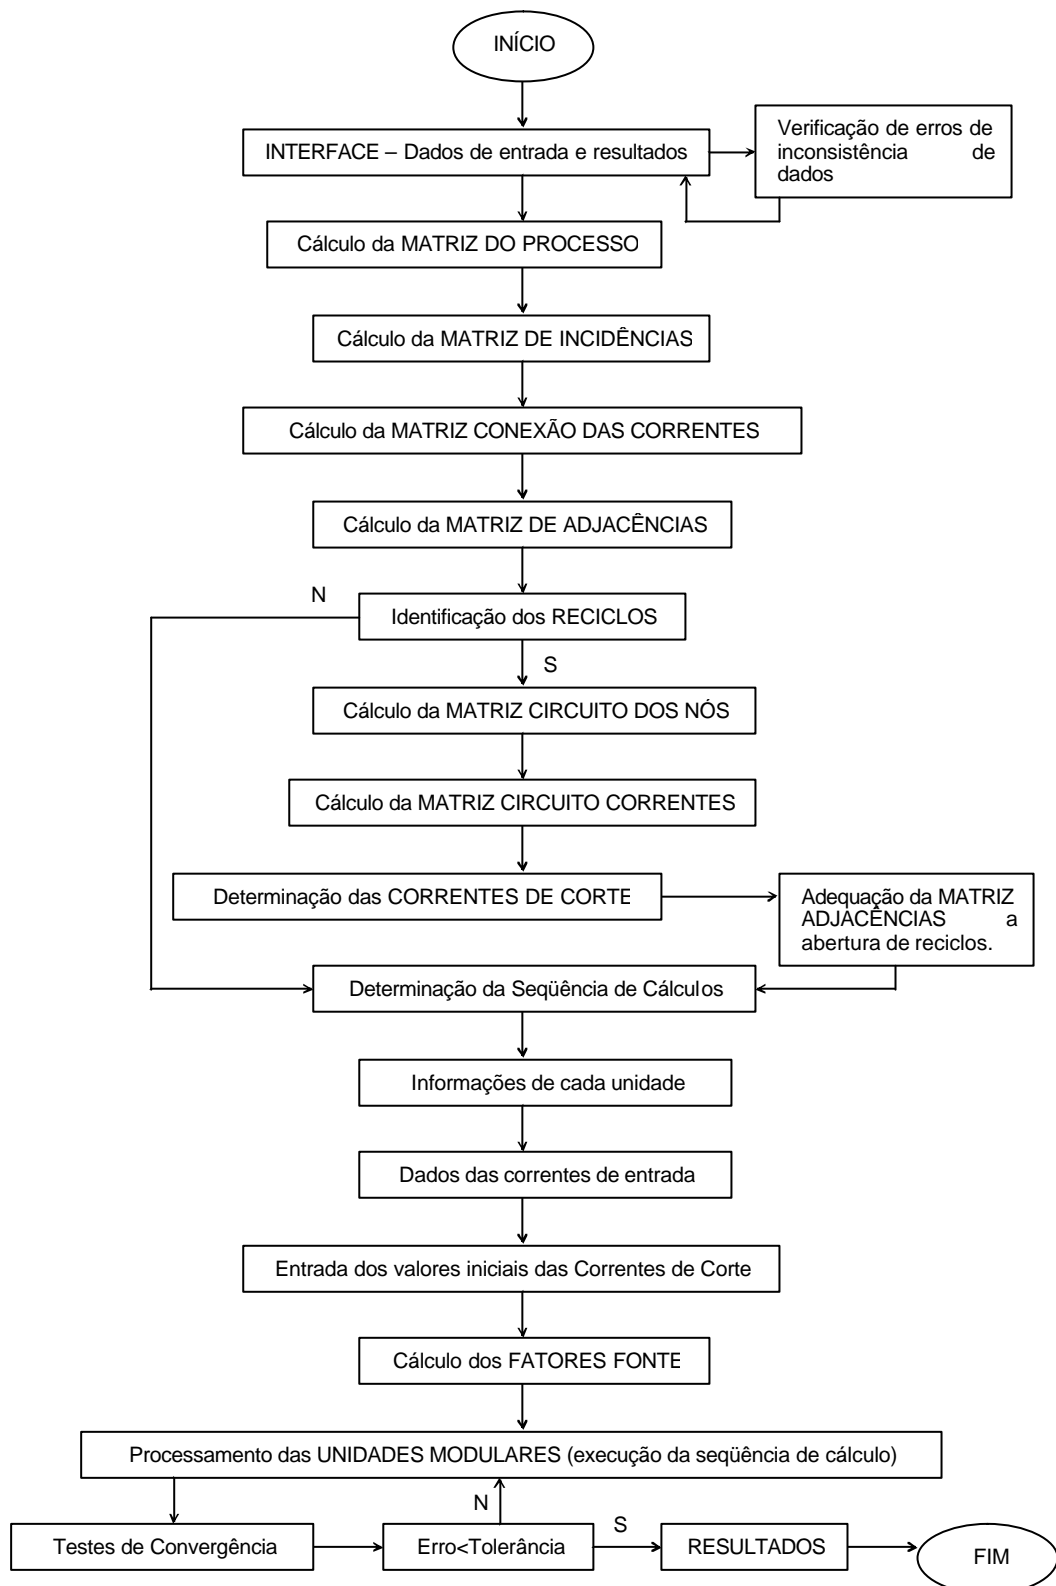 INÍCIO
INTERFACE – Dados de entrada e resultados
Verificação de erros de
inconsistência de
dados
Cálculo da MATRIZ DO PROCESSO
Cálculo da MATRIZ DE INCIDÊNCIAS
Cálculo da MATRIZ CONEXÃO DAS CORRENTES
Cálculo da MATRIZ DE ADJACÊNCIAS
N
Identificação dos RECICLOS
S
Cálculo da MATRIZ CIRCUITO DOS NÓS
Cálculo da MATRIZ CIRCUITO CORRENTES
Determinação das CORRENTES DE CORTE
Adequação da MATRIZ
ADJACÊNCIAS a
abertura de reciclos.
Determinação da Seqüência de Cálculos
Informações de cada unidade
Dados das correntes de entrada
Entrada dos valores iniciais das Correntes de Corte
Cálculo dos FATORES FONTE
Processamento das UNIDADES MODULARES (execução da seqüência de cálculo)
N
S
Testes de Convergência
Erro<Tolerância
RESULTADOS
FIM